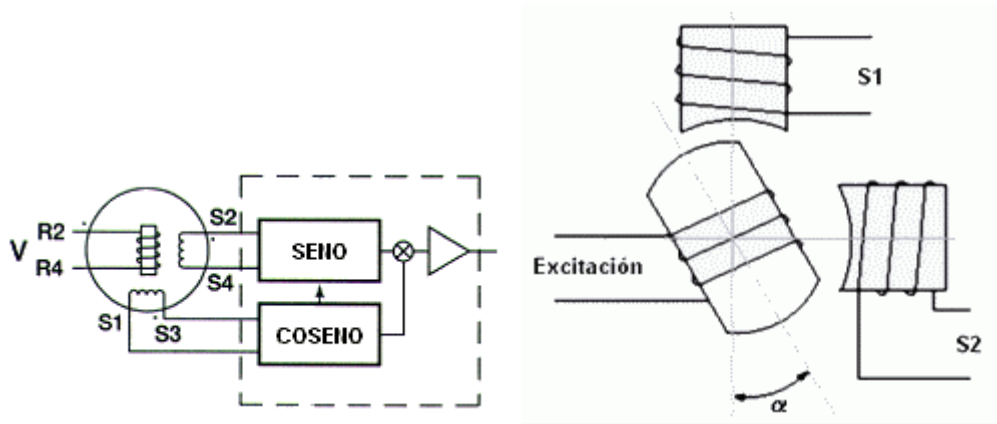 V
R2
R4
S2
S4
S1
S3
SENO
COSENO
S1
Excitación
S2
α